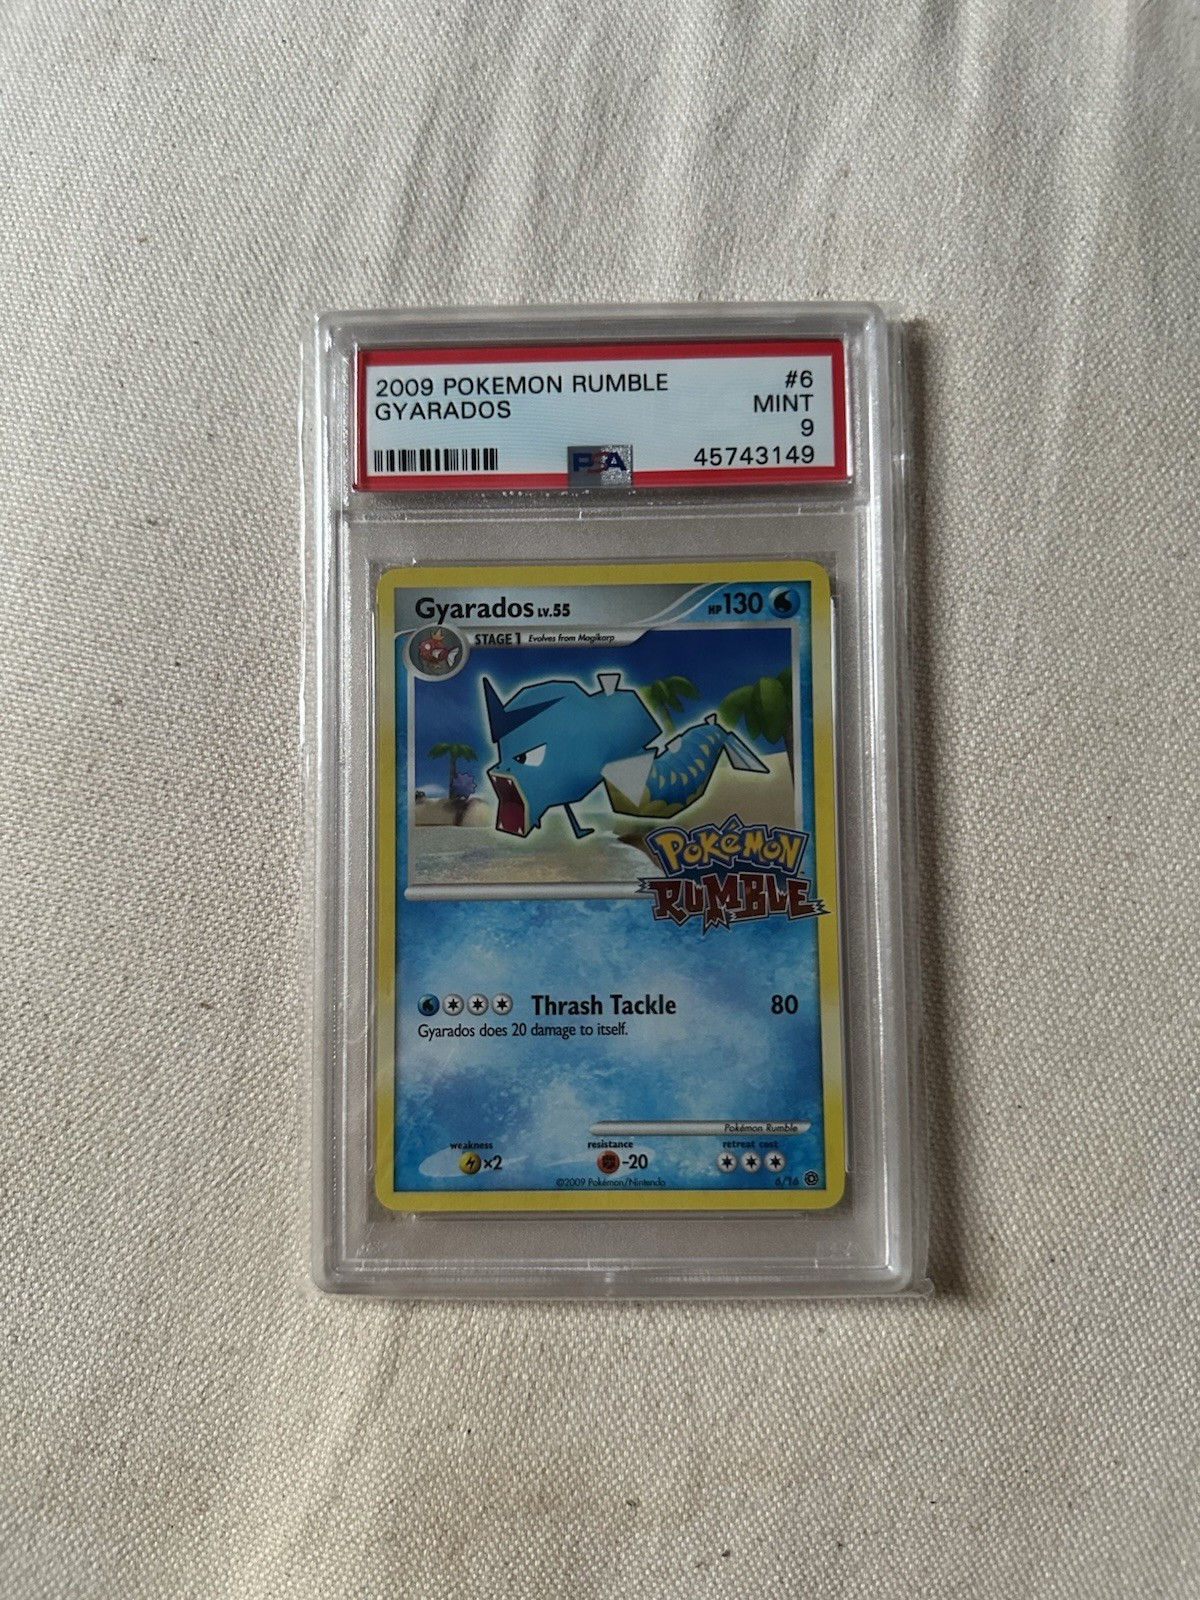 2009 POKEMON RUMBLE #6
GYARADOS MINT
9
PSA 45743149
Gyarados LV.55 HP 130
STAGE 1 Evolves from Magikarp
POKéMON
RUMBLE
Thrash Tackle 80
Gyarados does 20 damage to itself.
Pokémon Rumble
weakness resistance retreat cost
×2 -20
©2009 Pokémon/Nintendo 6/16